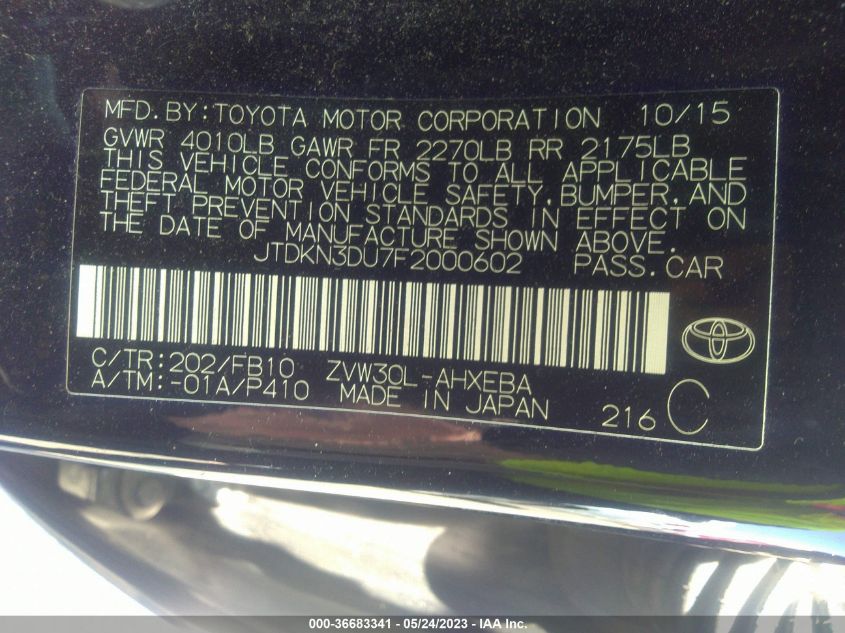 MFD.BY:TOYOTA MOTOR CORPORATION 10/15
GVWR 4010LB GAWR FR 2270LB RR 2175LB
THIS VEHICLE CONFORMS TO ALL APPLICABLE
FEDERAL MOTOR VEHICLE SAFETY,BUMPER,AND
THEFT PREVENTION STANDARDS IN EFFECT ON
THE DATE OF MANUFACTURE SHOWN ABOVE.
JTDKN3DU7F2000602 PASS.CAR
C/TR:202/FB10 ZVW30L-AHXEBA
A/TM:-01A/P410 MADE IN JAPAN 216 C
000-36683341 - 05/24/2023 - IAA Inc.